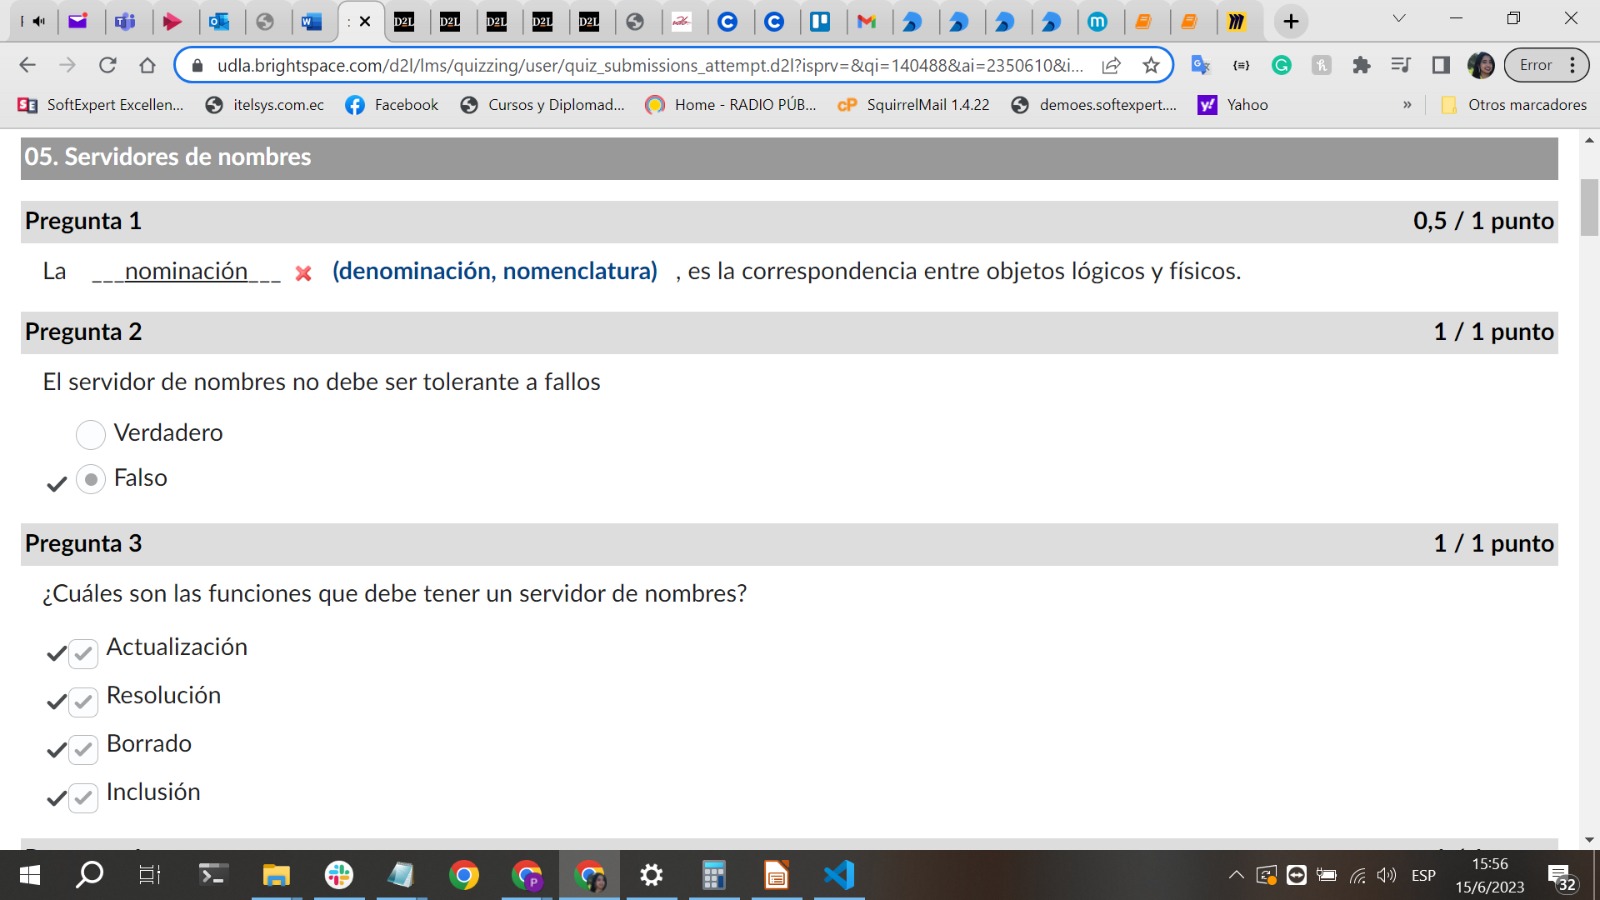 udla.brightspace.com/d2l/lms/quizzing/user/quiz_submissions_attempt.d2l?isprv=&qi=140488&ai=2350610&i...
Error
SoftExpert Excellen...
itelsys.com.ec
Facebook
Cursos y Diplomad...
Home - RADIO PÚB...
SquirrelMail 1.4.22
demoes.softexpert....
Yahoo
»
Otros marcadores
05. Servidores de nombres
Pregunta 1 0,5 / 1 punto
La ___nominación___ (denominación, nomenclatura) , es la correspondencia entre objetos lógicos y físicos.
Pregunta 2 1 / 1 punto
El servidor de nombres no debe ser tolerante a fallos
Verdadero
Falso
Pregunta 3 1 / 1 punto
¿Cuáles son las funciones que debe tener un servidor de nombres?
Actualización
Resolución
Borrado
Inclusión
ESP
15:56
15/6/2023
32